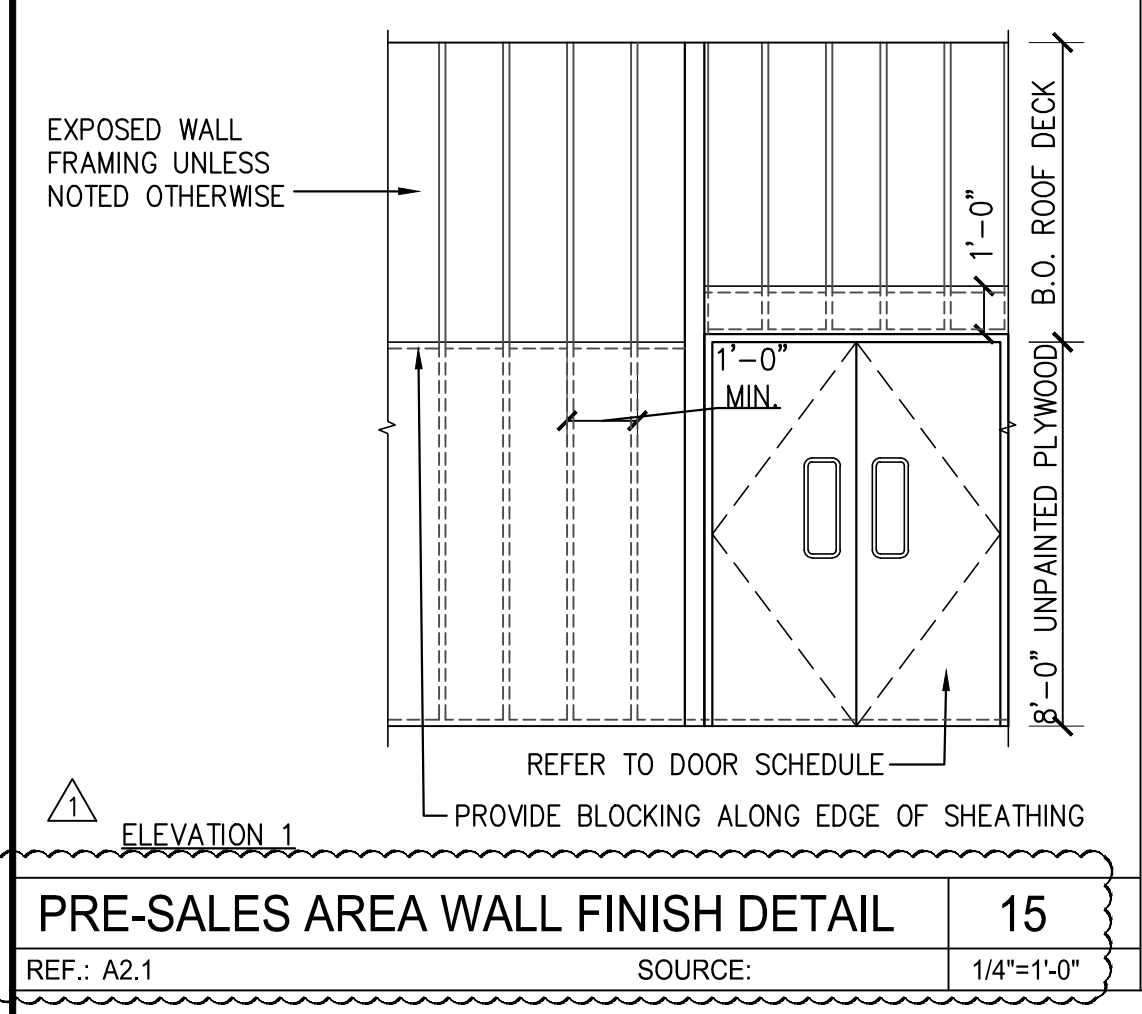 EXPOSED WALL
FRAMING UNLESS
NOTED OTHERWISE
1'-0"
B.O. ROOF DECK
1'-0"
MIN.
8'-0" UNPAINTED PLYWOOD
REFER TO DOOR SCHEDULE
PROVIDE BLOCKING ALONG EDGE OF SHEATHING
1
ELEVATION 1
PRE-SALES AREA WALL FINISH DETAIL
15
REF.: A2.1
SOURCE:
1/4"=1'-0"